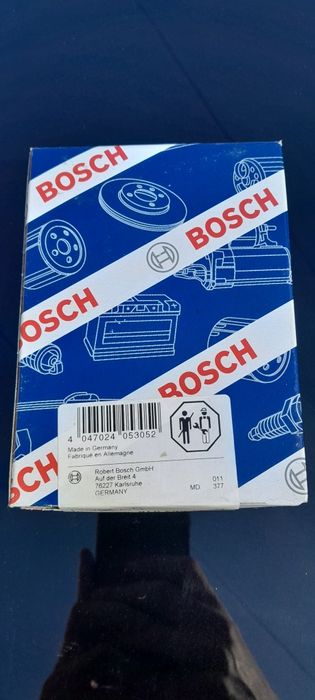 BOSCH
BOSCH
BOSCH
BOSCH
BOSCH
4 047024 053052
Made in Germany
Fabriqué en Allemagne
Robert Bosch GmbH
Auf der Breit 4
76227 Karlsruhe
GERMANY
011
MD. 377